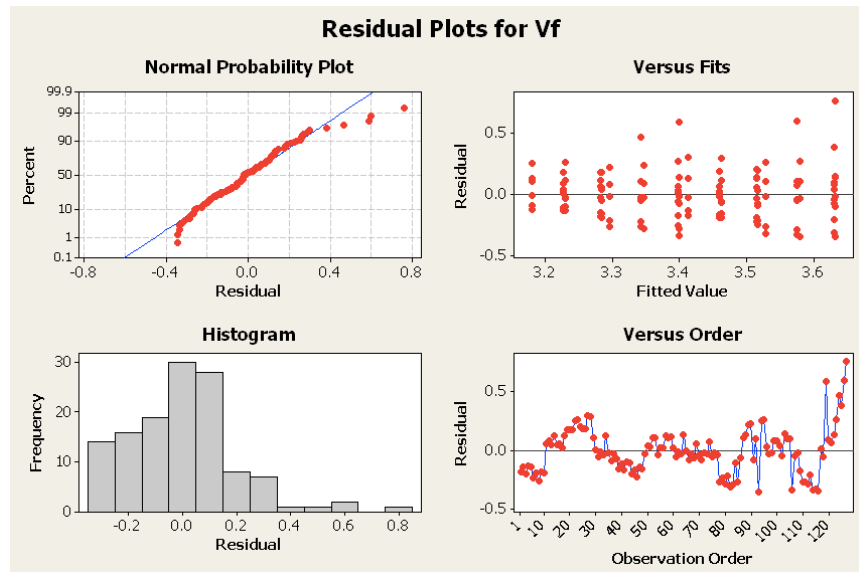 Residual Plots for Vf
Normal Probability Plot
99.9
99
90
50
10
1
0.1
Percent
-0.8 -0.4 0.0 0.4 0.8
Residual
Versus Fits
0.5
0.0
-0.5
Residual
3.2 3.3 3.4 3.5 3.6
Fitted Value
Histogram
30
20
10
0
Frequency
-0.2 0.0 0.2 0.4 0.6 0.8
Residual
Versus Order
0.5
0.0
-0.5
Residual
1 10 20 30 40 50 60 70 80 90 100 110 120
Observation Order